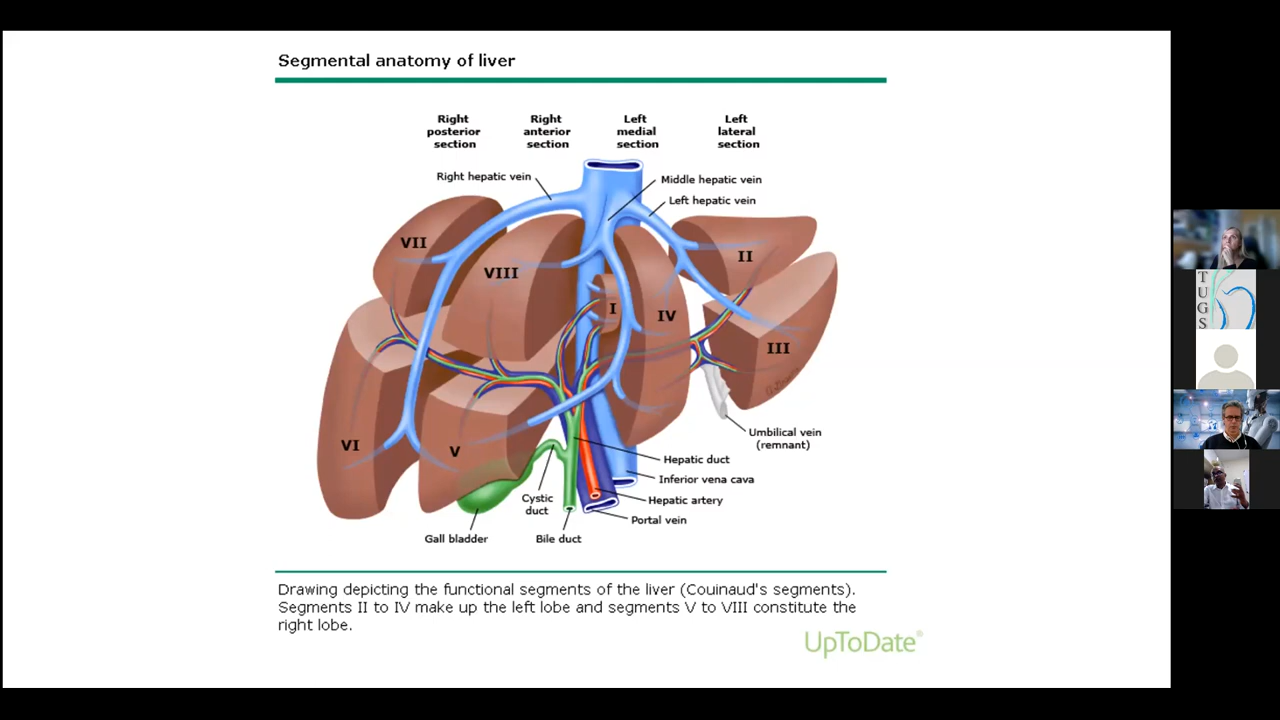 Segmental anatomy of liver
Right
posterior
section
Right
anterior
section
Left
medial
section
Left
lateral
section
Right hepatic vein
Middle hepatic vein
Left hepatic vein
VII
VIII
I
IV
II
III
VI
V
Umbilical vein
(remnant)
Hepatic duct
Inferior vena cava
Hepatic artery
Portal vein
Cystic
duct
Gall bladder
Bile duct
Drawing depicting the functional segments of the liver (Couinaud's segments).
Segments II to IV make up the left lobe and segments V to VIII constitute the
right lobe.
UpToDate®
T
U
G
S